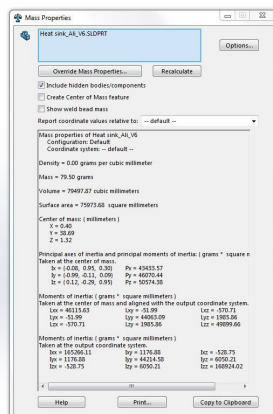 Mass Properties
Heat sink_Ali_V6.SLDPRT
Options...
Override Mass Properties... Recalculate
Include hidden bodies/components
Create Center of Mass feature
Show weld bead mass
Report coordinate values relative to: -- default --
Mass properties of Heat sink_Ali_V6
Configuration: Default
Coordinate system: -- default --
Density = 0.00 grams per cubic millimeter
Mass = 79.50 grams
Volume = 79497.87 cubic millimeters
Surface area = 75973.68 square millimeters
Center of mass: ( millimeters )
X = 0.40
Y = 38.69
Z = 1.32
Principal axes of inertia and principal moments of inertia: ( grams * square m
Taken at the center of mass.
Ix = (-0.08, 0.95, 0.30) Px = 43433.57
Iy = (-0.99, -0.11, 0.09) Py = 46070.44
Iz = ( 0.12, -0.29, 0.95) Pz = 50574.38
Moments of inertia: ( grams * square millimeters )
Taken at the center of mass and aligned with the output coordinate system.
Lxx = 46115.63 Lxy = -51.99 Lxz = -570.71
Lyx = -51.99 Lyy = 44063.09 Lyz = 1985.86
Lzx = -570.71 Lzy = 1985.86 Lzz = 49899.66
Moments of inertia: ( grams * square millimeters )
Taken at the output coordinate system.
Ixx = 165266.11 Ixy = 1176.88 Ixz = -528.75
Iyx = 1176.88 Iyy = 44214.58 Iyz = 6050.21
Izx = -528.75 Izy = 6050.21 Izz = 168924.02
Help Print... Copy to Clipboard